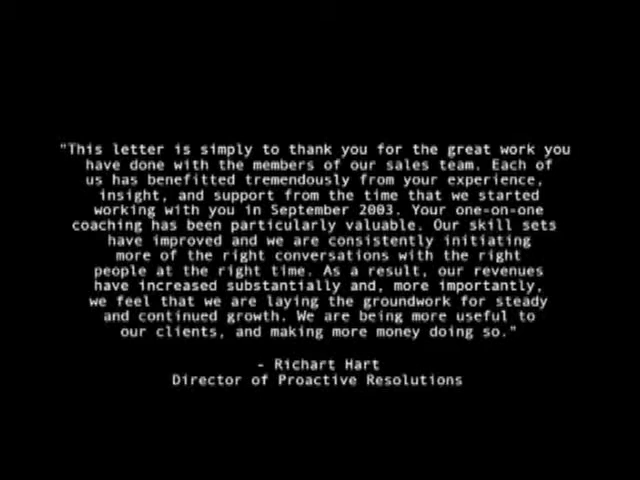 "This letter is simply to thank you for the great work you
have done with the members of our sales team. Each of
us has benefitted tremendously from your experience,
insight, and support from the time that we started
working with you in September 2003. Your one-on-one
coaching has been particularly valuable. Our skill sets
have improved and we are consistently initiating
more of the right conversations with the right
people at the right time. As a result, our revenues
have increased substantially and, more importantly,
we feel that we are laying the groundwork for steady
and continued growth. We are being more useful to
our clients, and making more money doing so."
- Richart Hart
Director of Proactive Resolutions